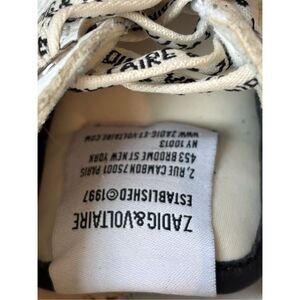 ZADIG&VOLTAIRE
ESTABLISHED©1997
2, RUE CAMBON 75001 PARIS
453 BROOME ST NEW YORK
NY 10013
WWW.ZADIG-ET-VOLTAIRE.COM
AIRE